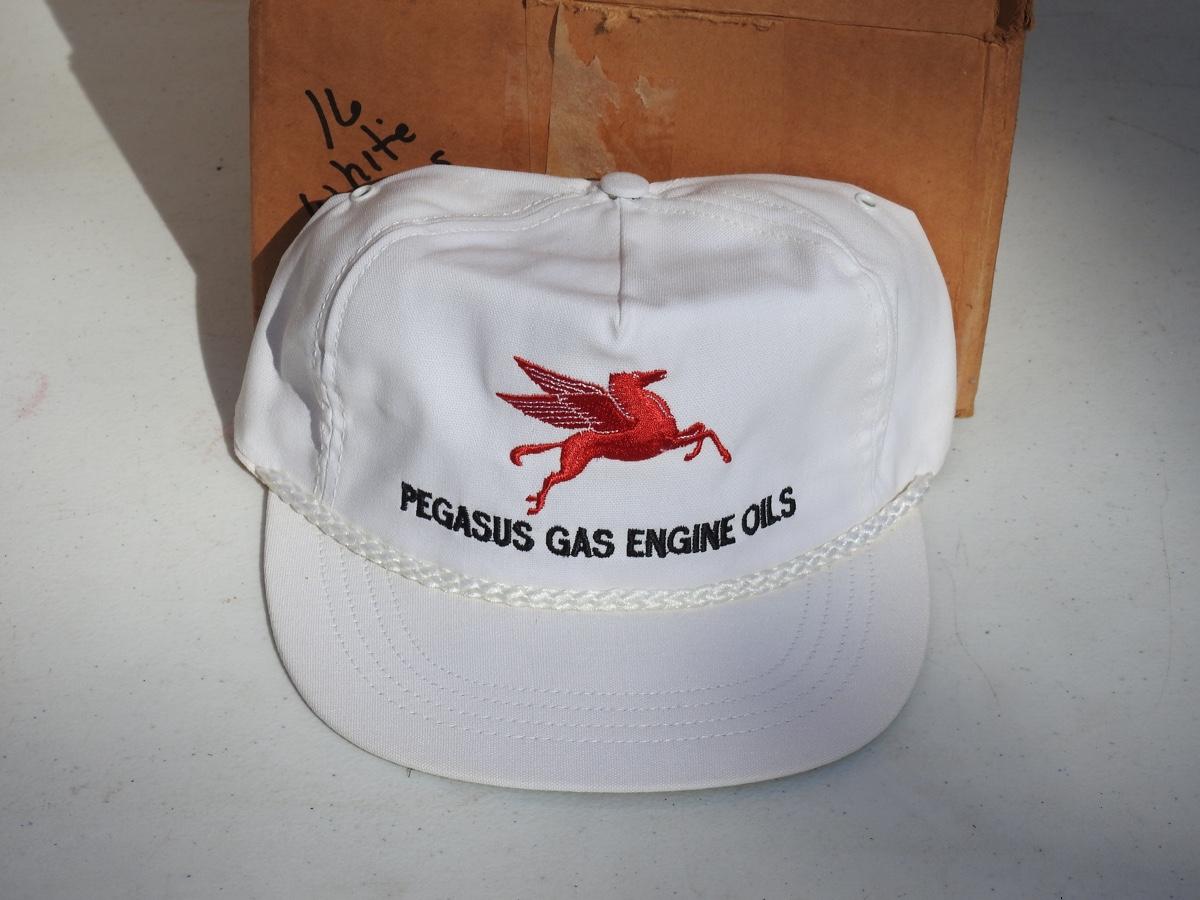 16
White
PEGASUS GAS ENGINE OILS